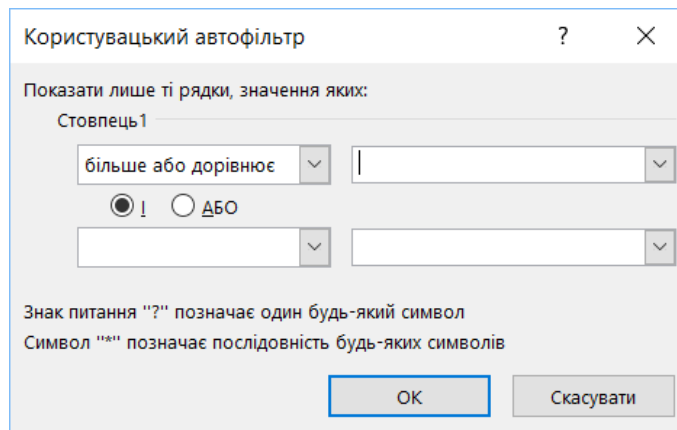 Користувацький автофільтр ? ×
Показати лише ті рядки, значення яких:
Стовпець1
більше або дорівнює
І АБО
Знак питання "?" позначає один будь-який символ
Символ "*" позначає послідовність будь-яких символів
ОК Скасувати